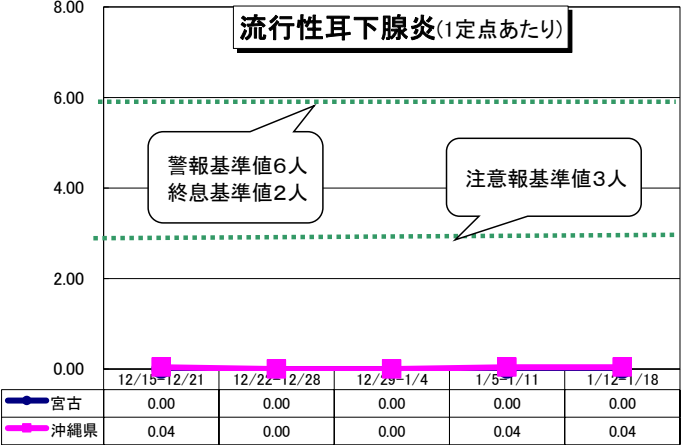 流行性耳下腺炎(1定点あたり)
8.00
6.00
警報基準値6人
終息基準値2人
注意報基準値3人
4.00
2.00
0.00
12/15-12/21 12/22-12/28 12/29-1/4 1/5-1/11 1/12-1/18
宮古 0.00 0.00 0.00 0.00 0.00
沖縄県 0.04 0.00 0.00 0.04 0.04